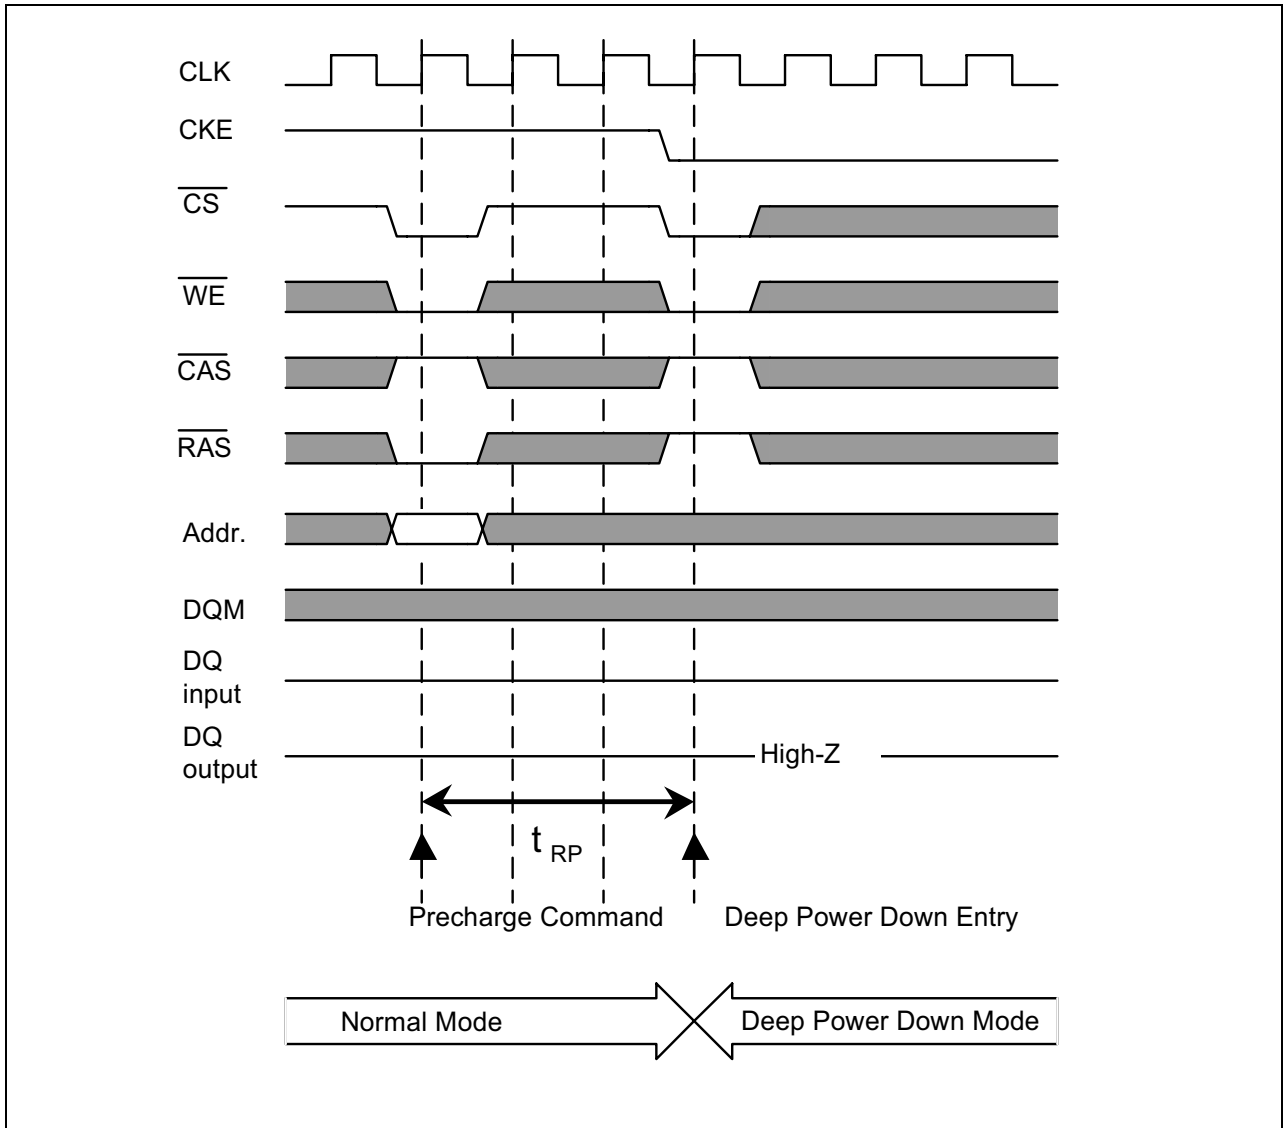 CLK
CKE
CS
WE
CAS
RAS
Addr.
DQM
DQ
input
DQ
output
High-Z
t RP
Precharge Command
Deep Power Down Entry
Normal Mode
Deep Power Down Mode